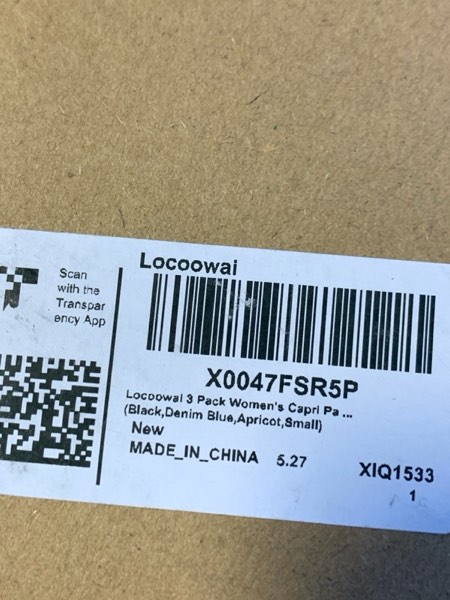 Scan
with the
Transpar
ency App
Locoowai
X0047FSR5P
Locoowai 3 Pack Women's Capri Pa ...
(Black,Denim Blue,Apricot,Small)
New
MADE_IN_CHINA 5.27 XIQ1533
1